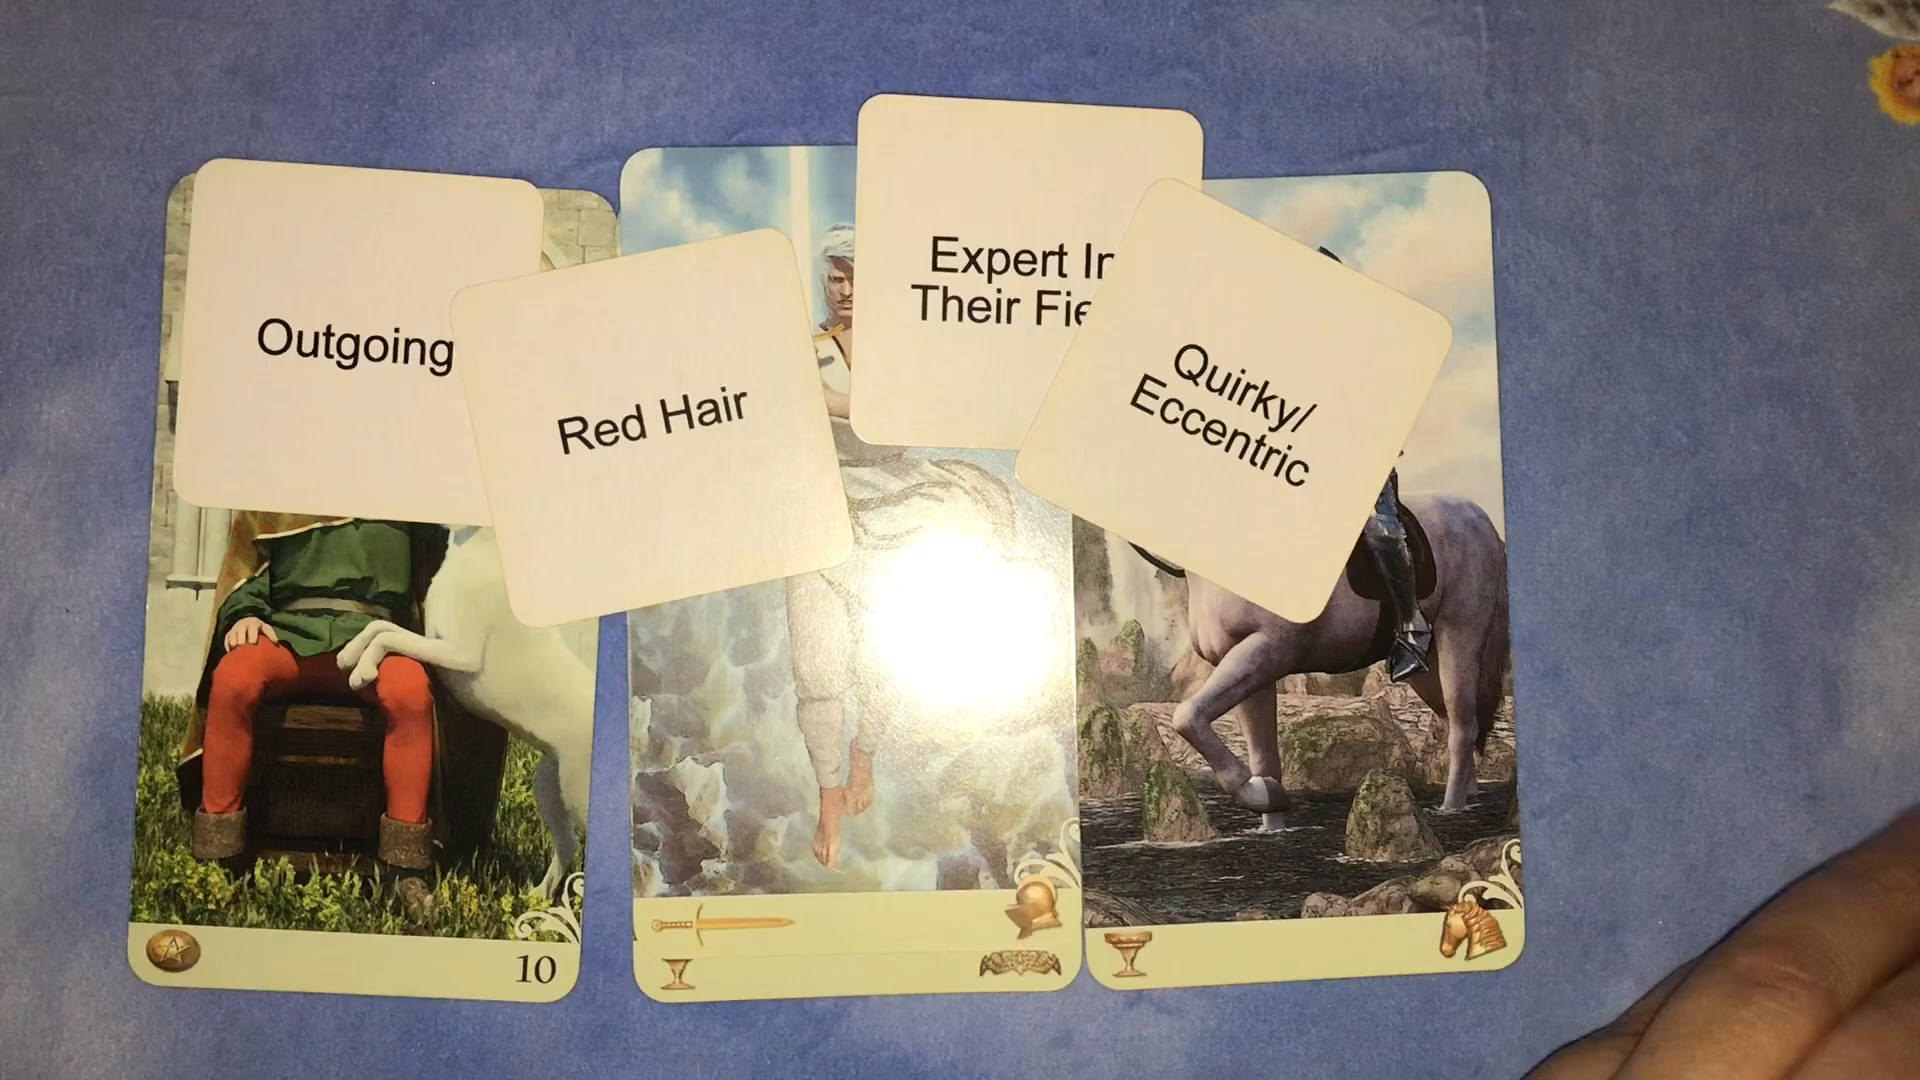 Outgoing
Red Hair
Expert In
Their Fie
Quirky/
Eccentric
10